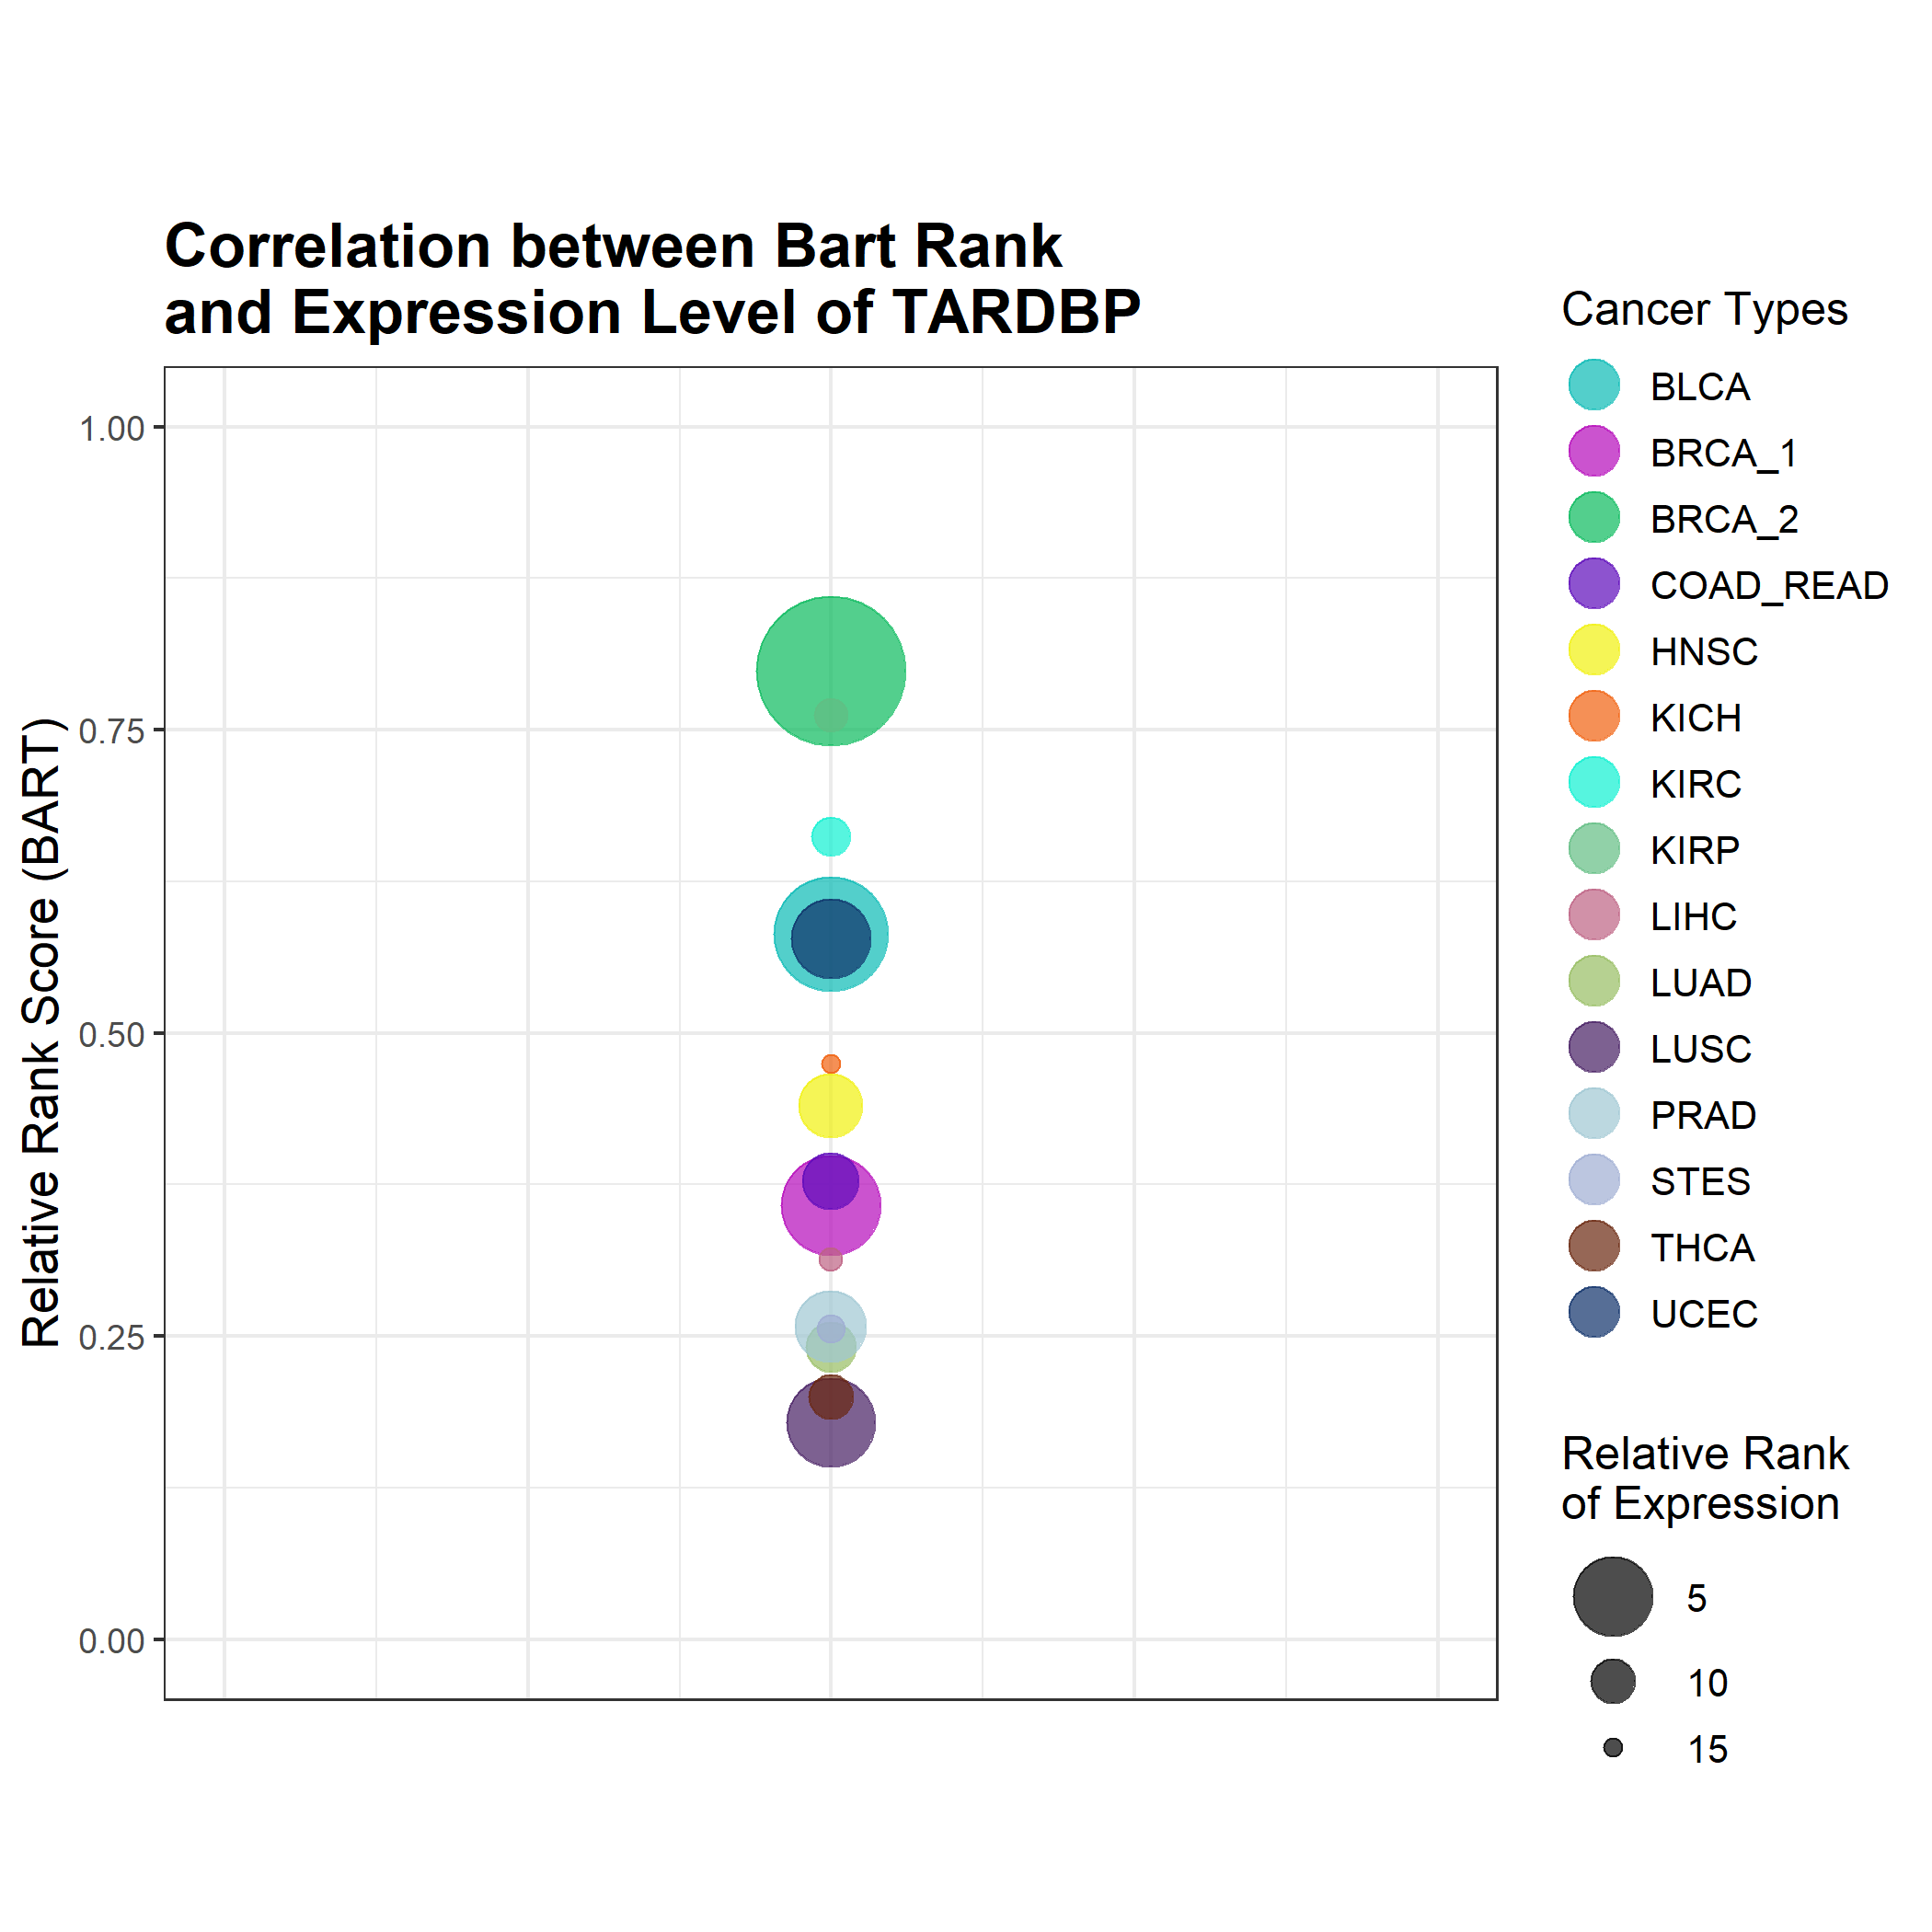 Correlation between Bart Rank
and Expression Level of TARDBP
Relative Rank Score (BART)
1.00
0.75
0.50
0.25
0.00
Cancer Types
BLCA
BRCA_1
BRCA_2
COAD_READ
HNSC
KICH
KIRC
KIRP
LIHC
LUAD
LUSC
PRAD
STES
THCA
UCEC
Relative Rank
of Expression
5
10
15